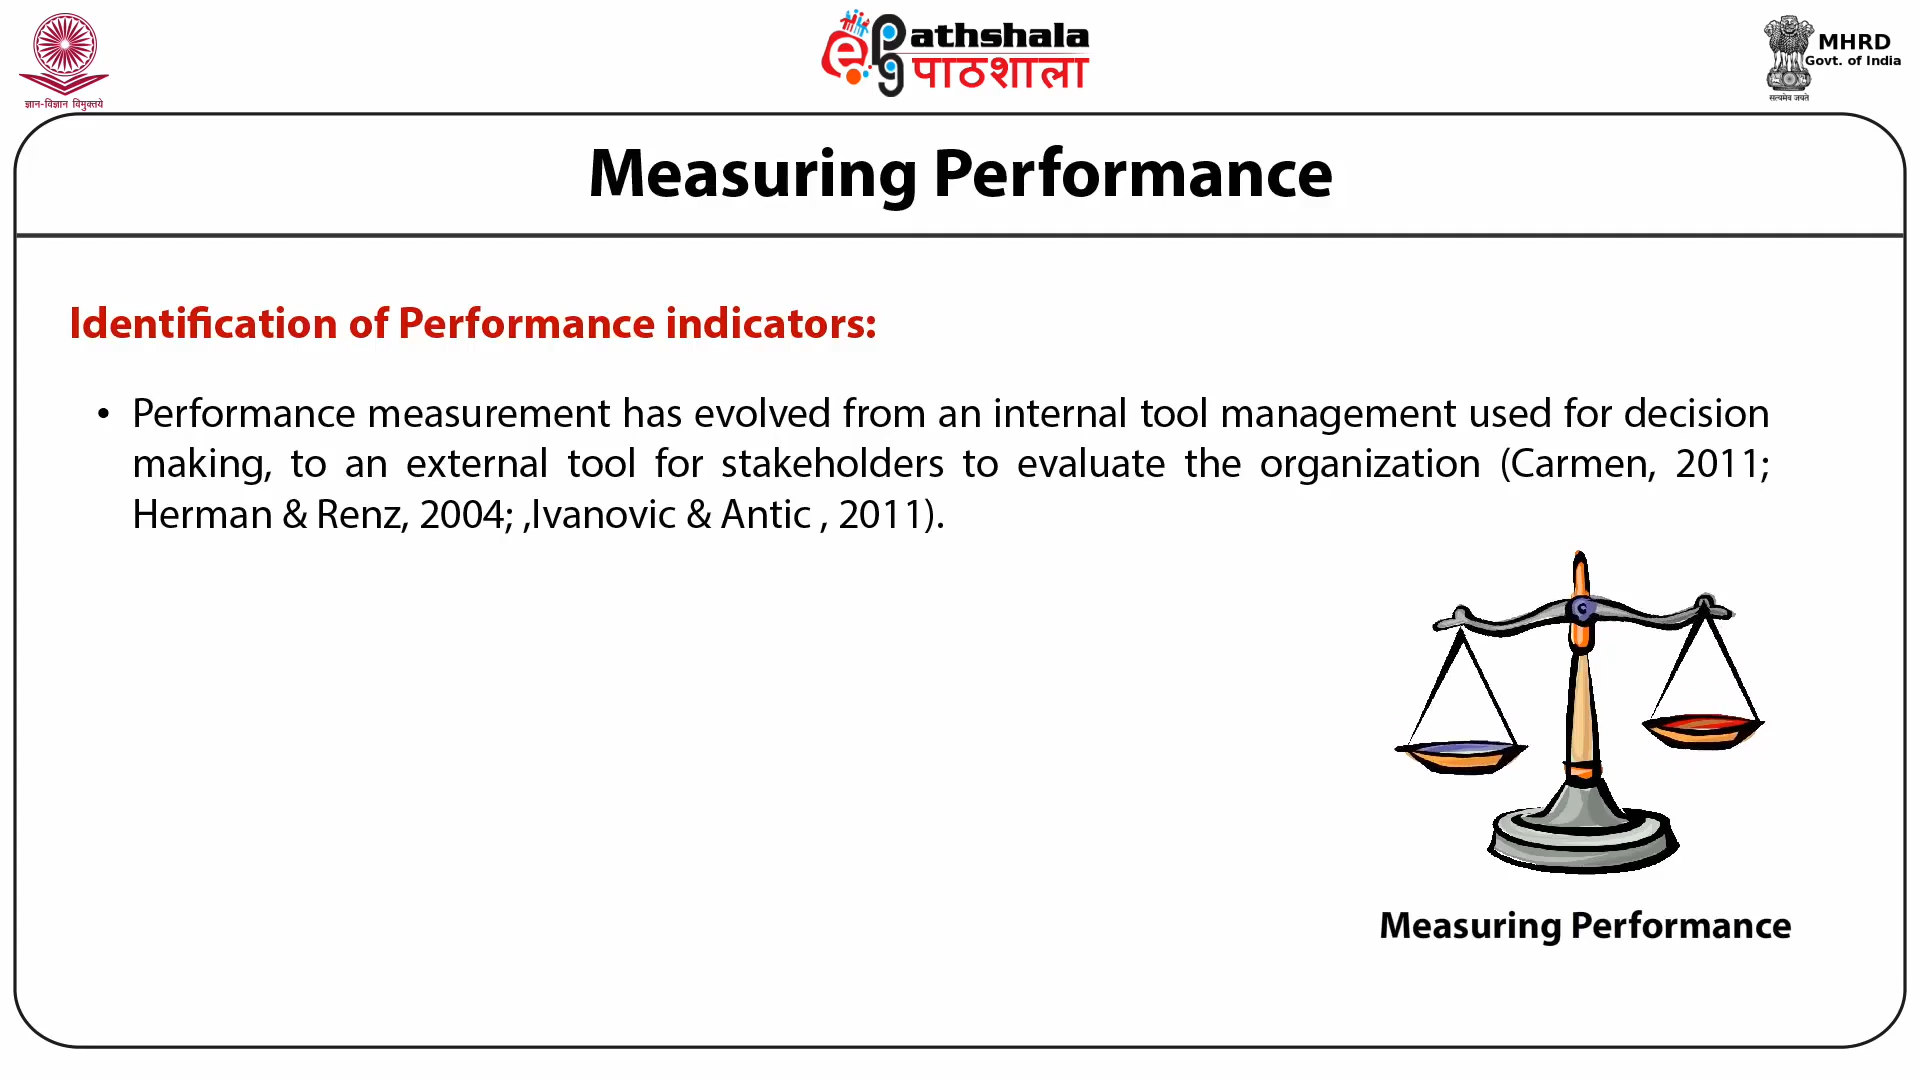 ज्ञान-विज्ञान विमुक्तये
ePathshala
पाठशाला
MHRD
Govt. of India
सत्यमेव जयते
Measuring Performance
Identification of Performance indicators:
• Performance measurement has evolved from an internal tool management used for decision
making, to an external tool for stakeholders to evaluate the organization (Carmen, 2011;
Herman & Renz, 2004; ,Ivanovic & Antic , 2011).
Measuring Performance